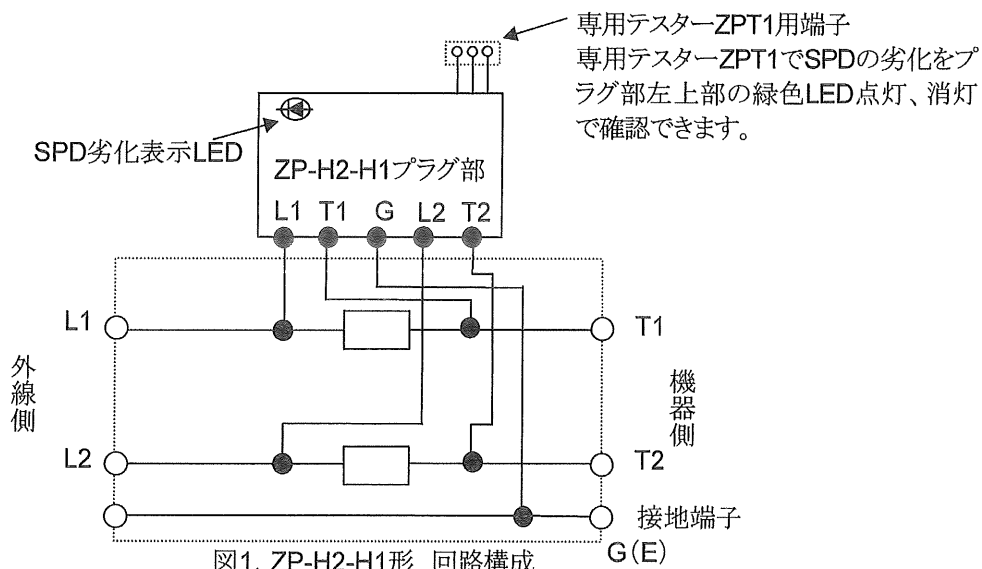 専用テスターZPT1用端子
専用テスターZPT1でSPDの劣化をプ
ラグ部左上部の緑色LED点灯、消灯
で確認できます。
SPD劣化表示LED
ZP-H2-H1プラグ部
L1 T1 G L2 T2
L1
T1
外線側
機器側
L2
T2
接地端子
G(E)
図1. ZP-H2-H1形 回路構成